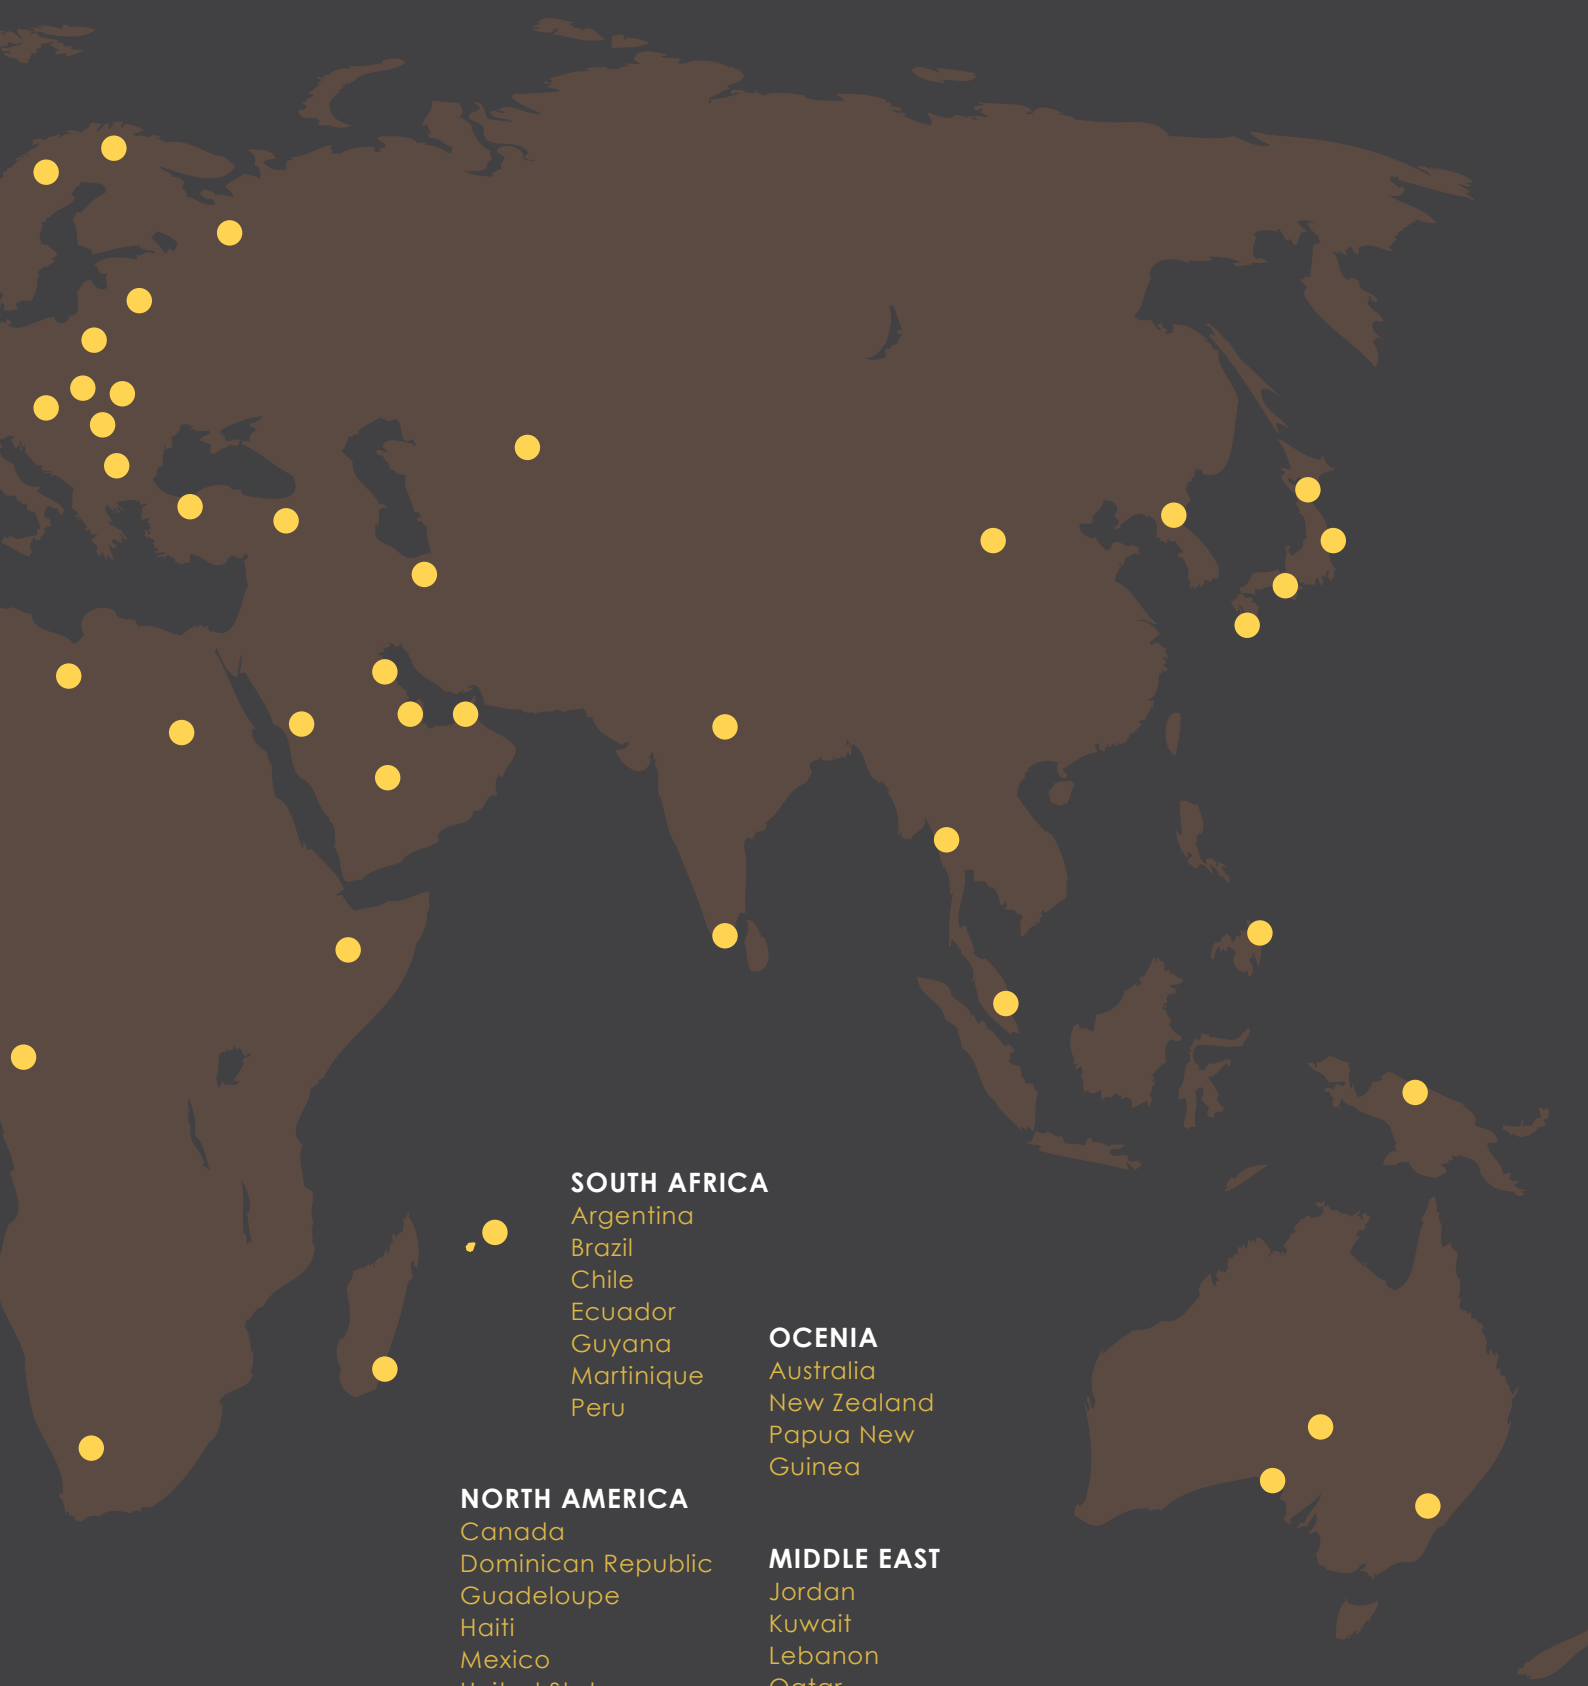 SOUTH AFRICA
Argentina
Brazil
Chile
Ecuador
Guyana
Martinique
Peru
OCENIA
Australia
New Zealand
Papua New
Guinea
NORTH AMERICA
Canada
Dominican Republic
Guadeloupe
Haiti
Mexico
MIDDLE EAST
Jordan
Kuwait
Lebanon
Qatar